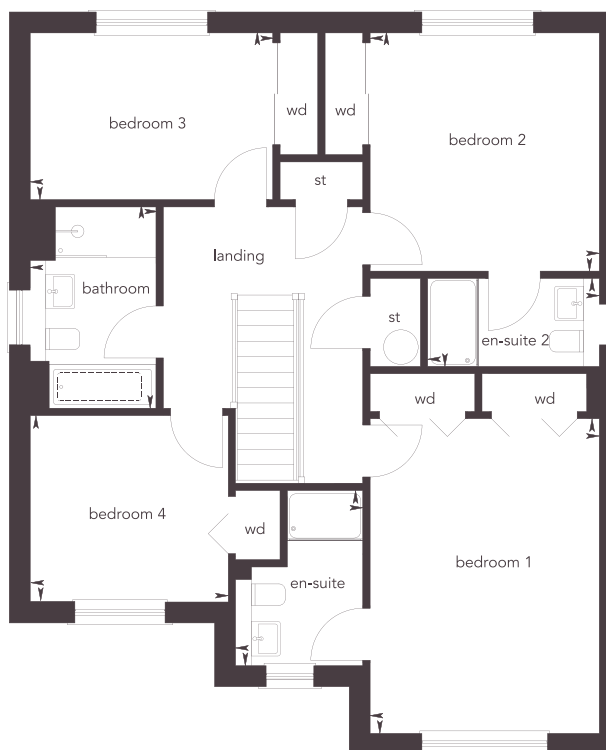 wd
wd
bedroom 3
bedroom 2
st
landing
bathroom
st
en-suite 2
wd
wd
bedroom 4
wd
bedroom 1
en-suite